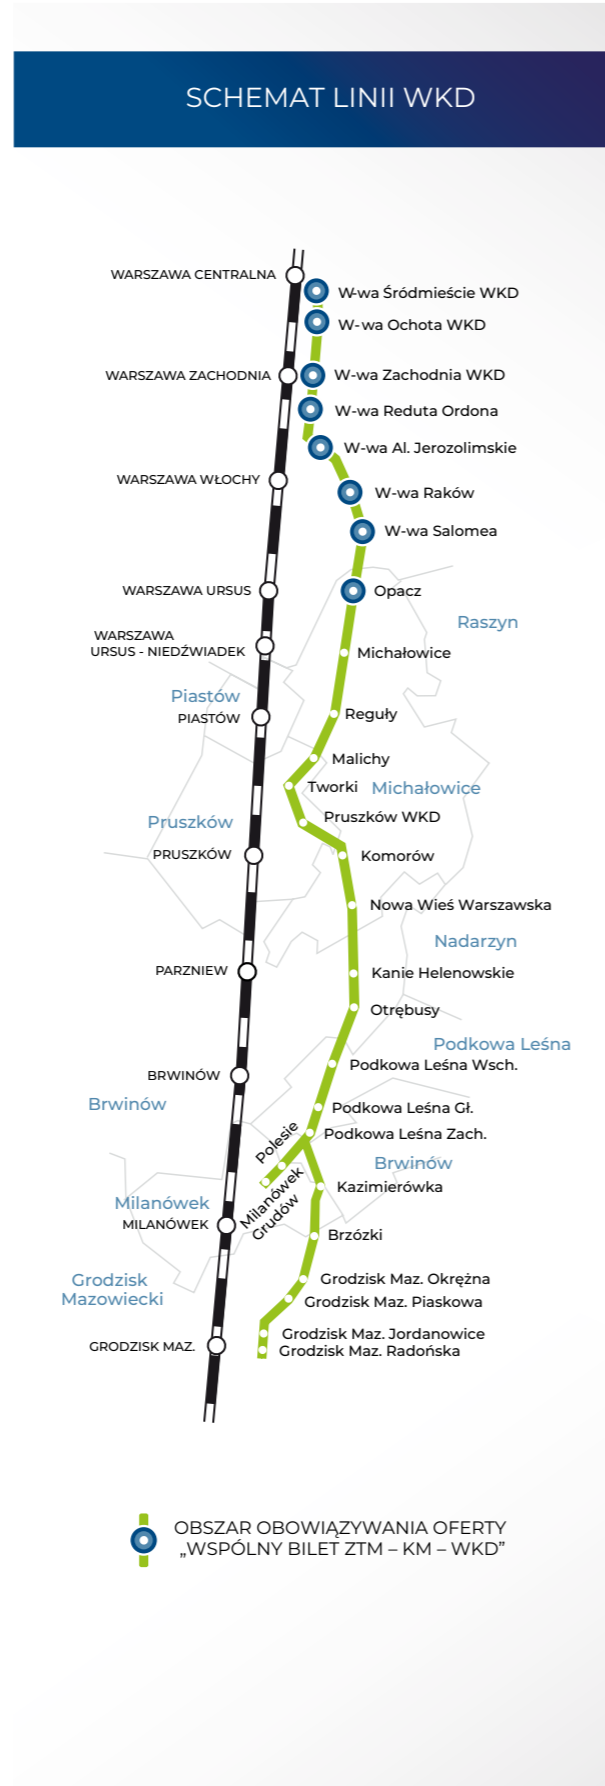 SCHEMAT LINII WKD
WARSZAWA CENTRALNA
W-wa Śródmieście WKD
W-wa Ochota WKD
WARSZAWA ZACHODNIA
W-wa Zachodnia WKD
W-wa Reduta Ordona
W-wa Al. Jerozolimskie
WARSZAWA WŁOCHY
W-wa Raków
W-wa Salomea
WARSZAWA URSUS
Opacz
Raszyn
WARSZAWA
URSUS - NIEDŹWIADEK
Michałowice
Piastów
PIASTÓW
Reguły
Malichy
Tworki
Michałowice
Pruszków
Pruszków WKD
PRUSZKÓW
Komorów
Nowa Wieś Warszawska
Nadarzyn
PARZNIEW
Kanie Helenowskie
Otrębusy
Podkowa Leśna
Podkowa Leśna Wsch.
BRWINÓW
Brwinów
Podkowa Leśna Gł.
Podkowa Leśna Zach.
Polesie
Brwinów
Kazimierówka
Milanówek
Grudów
Milanówek
MILANÓWEK
Brzózki
Grodzisk
Mazowiecki
Grodzisk Maz. Okrężna
Grodzisk Maz. Piaskowa
Grodzisk Maz. Jordanowice
GRODZISK MAZ.
Grodzisk Maz. Radońska
OBSZAR OBOWIĄZYWANIA OFERTY
„WSPÓLNY BILET ZTM – KM – WKD”